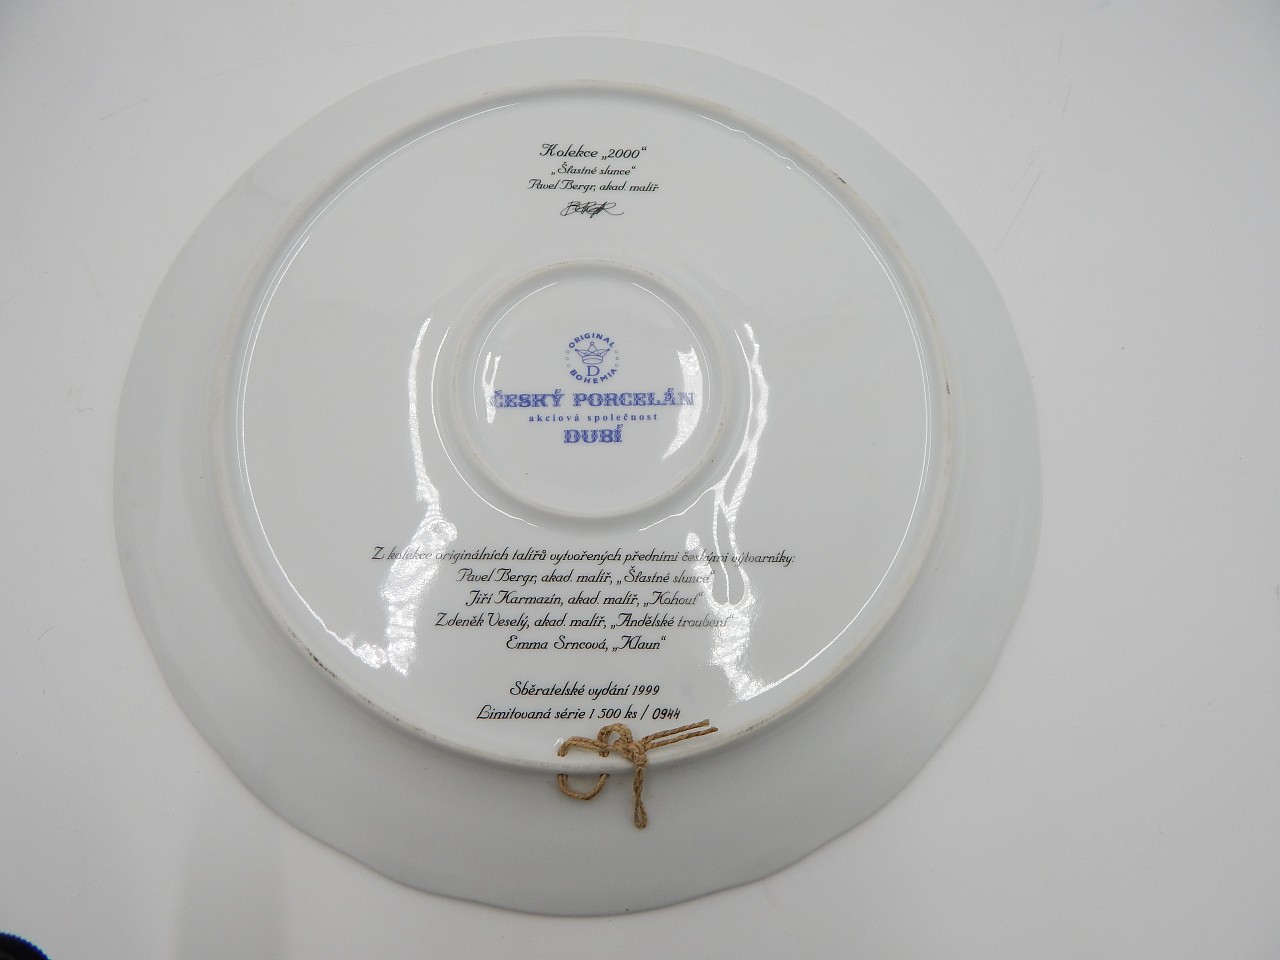 Kolekce „2000“
„Šťastné slunce“
Pavel Bergr, akad. malíř
ORIGINAL
D
BOHEMIA
ČESKÝ PORCELÁN
akciová společnost
DUBÍ
Z kolekce originálních talířů vytvořených předními českými výtvarníky:
Pavel Bergr, akad. malíř, „Šťastné slunce“
Jiří Karmazín, akad. malíř, „Kohout“
Zdeněk Veselý, akad. malíř, „Andělské troubení“
Emma Srncová, „Klaun“
Sběratelské vydání 1999
Limitovaná série 1 500 ks / 0944